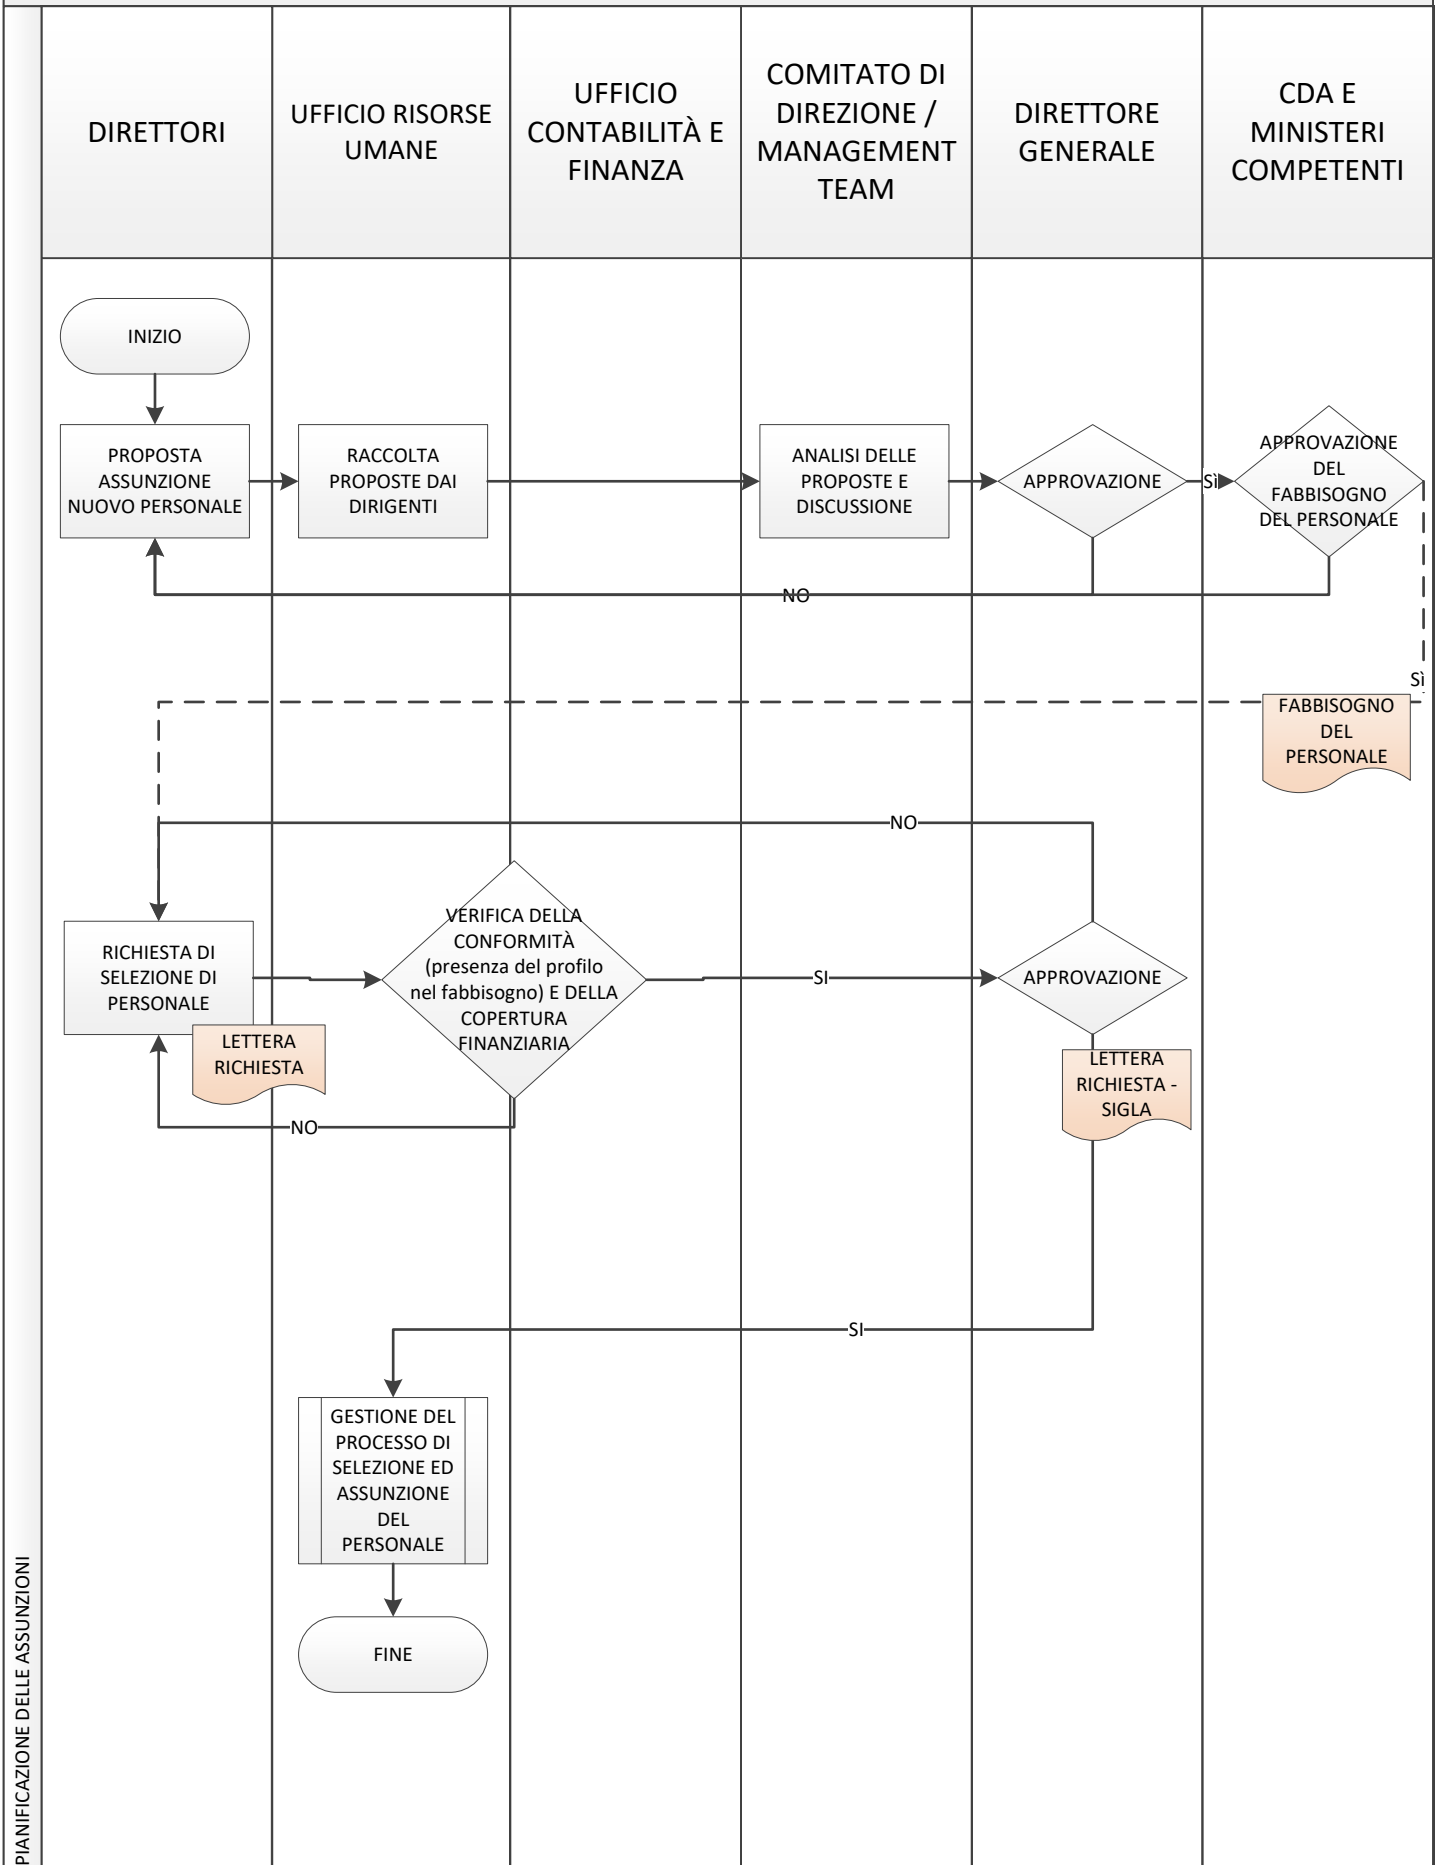 DIRETTORI
UFFICIO RISORSE
UMANE
UFFICIO
CONTABILITÀ E
FINANZA
COMITATO DI
DIREZIONE /
MANAGEMENT
TEAM
DIRETTORE
GENERALE
CDA E
MINISTERI
COMPETENTI
INIZIO
PROPOSTA
ASSUNZIONE
NUOVO PERSONALE
RACCOLTA
PROPOSTE DAI
DIRIGENTI
ANALISI DELLE
PROPOSTE E
DISCUSSIONE
APPROVAZIONE
Sì
APPROVAZIONE
DEL
FABBISOGNO
DEL PERSONALE
NO
Sì
FABBISOGNO
DEL
PERSONALE
NO
RICHIESTA DI
SELEZIONE DI
PERSONALE
LETTERA
RICHIESTA
VERIFICA DELLA
CONFORMITÀ
(presenza del profilo
nel fabbisogno) E DELLA
COPERTURA
FINANZIARIA
SI
APPROVAZIONE
LETTERA
RICHIESTA -
SIGLA
NO
SI
GESTIONE DEL
PROCESSO DI
SELEZIONE ED
ASSUNZIONE
DEL
PERSONALE
FINE
PIANIFICAZIONE DELLE ASSUNZIONI